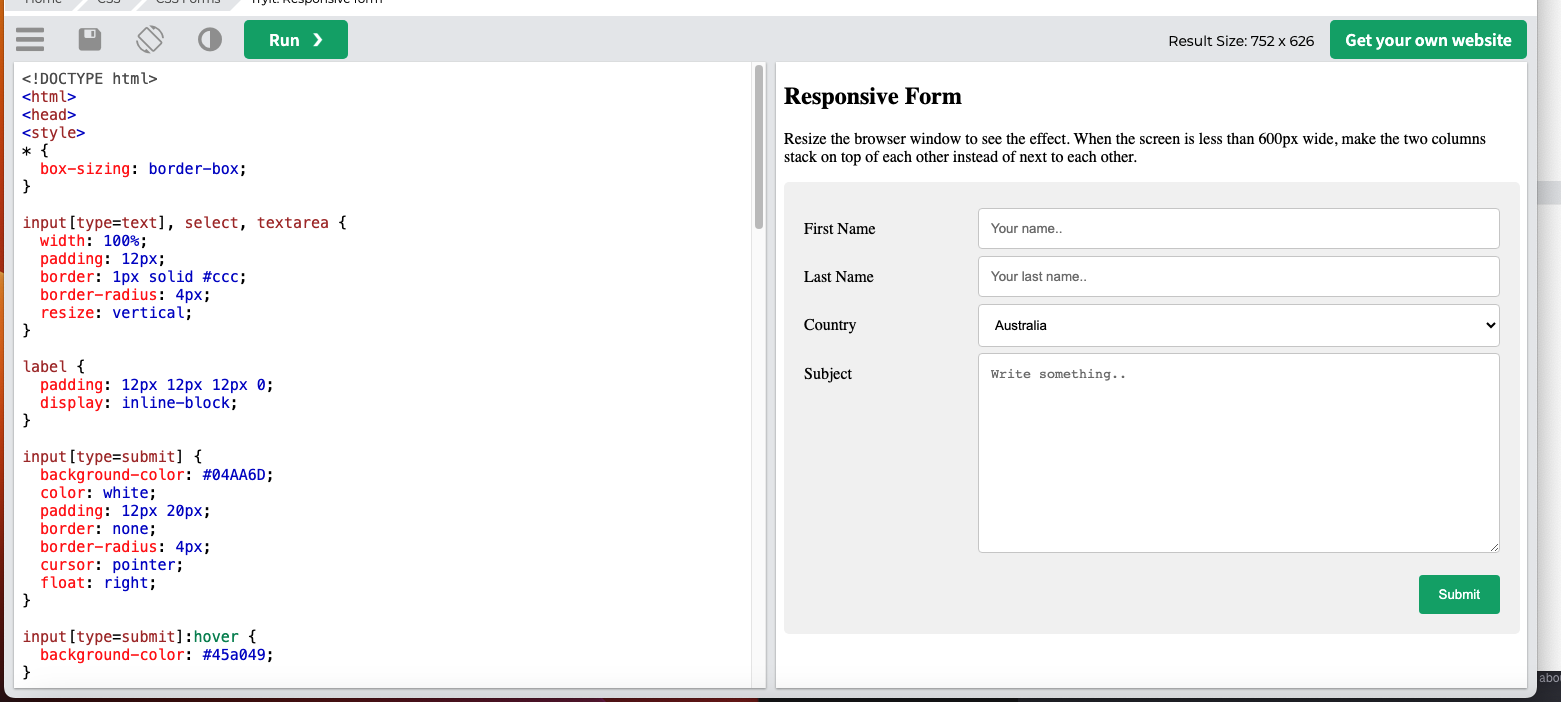 Home CSS CSS Forms Tryit: Responsive form
Run ❯
Result Size: 752 x 626
Get your own website
<!DOCTYPE html>
<html>
<head>
<style>
* {
  box-sizing: border-box;
}

input[type=text], select, textarea {
  width: 100%;
  padding: 12px;
  border: 1px solid #ccc;
  border-radius: 4px;
  resize: vertical;
}

label {
  padding: 12px 12px 12px 0;
  display: inline-block;
}

input[type=submit] {
  background-color: #04AA6D;
  color: white;
  padding: 12px 20px;
  border: none;
  border-radius: 4px;
  cursor: pointer;
  float: right;
}

input[type=submit]:hover {
  background-color: #45a049;
}
Responsive Form
Resize the browser window to see the effect. When the screen is less than 600px wide, make the two columns
stack on top of each other instead of next to each other.
First Name
Your name..
Last Name
Your last name..
Country
Australia
Subject
Write something..
Submit